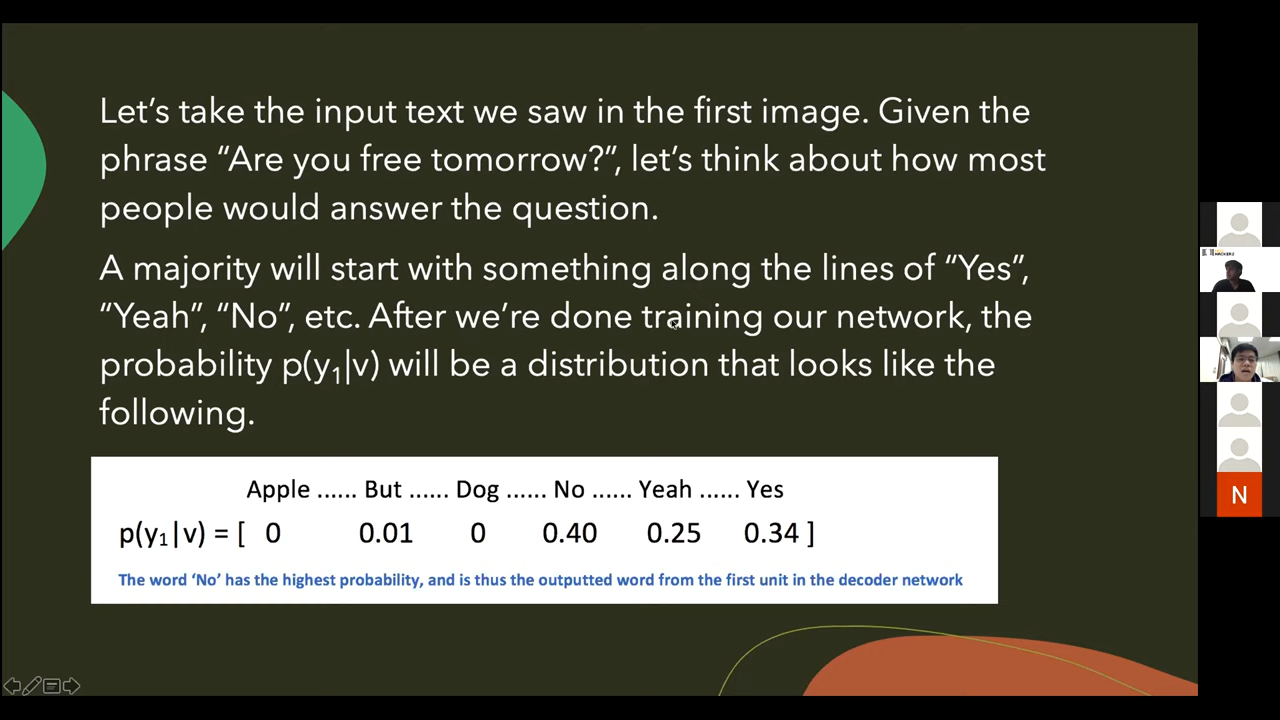 Let's take the input text we saw in the first image. Given the
phrase “Are you free tomorrow?”, let's think about how most
people would answer the question.
A majority will start with something along the lines of “Yes”,
“Yeah”, “No”, etc. After we're done training our network, the
probability p(y₁|v) will be a distribution that looks like the
following.
Apple ...... But ...... Dog ...... No ...... Yeah ...... Yes
p(y₁|v) = [ 0 0.01 0 0.40 0.25 0.34 ]
The word ‘No’ has the highest probability, and is thus the outputted word from the first unit in the decoder network
N